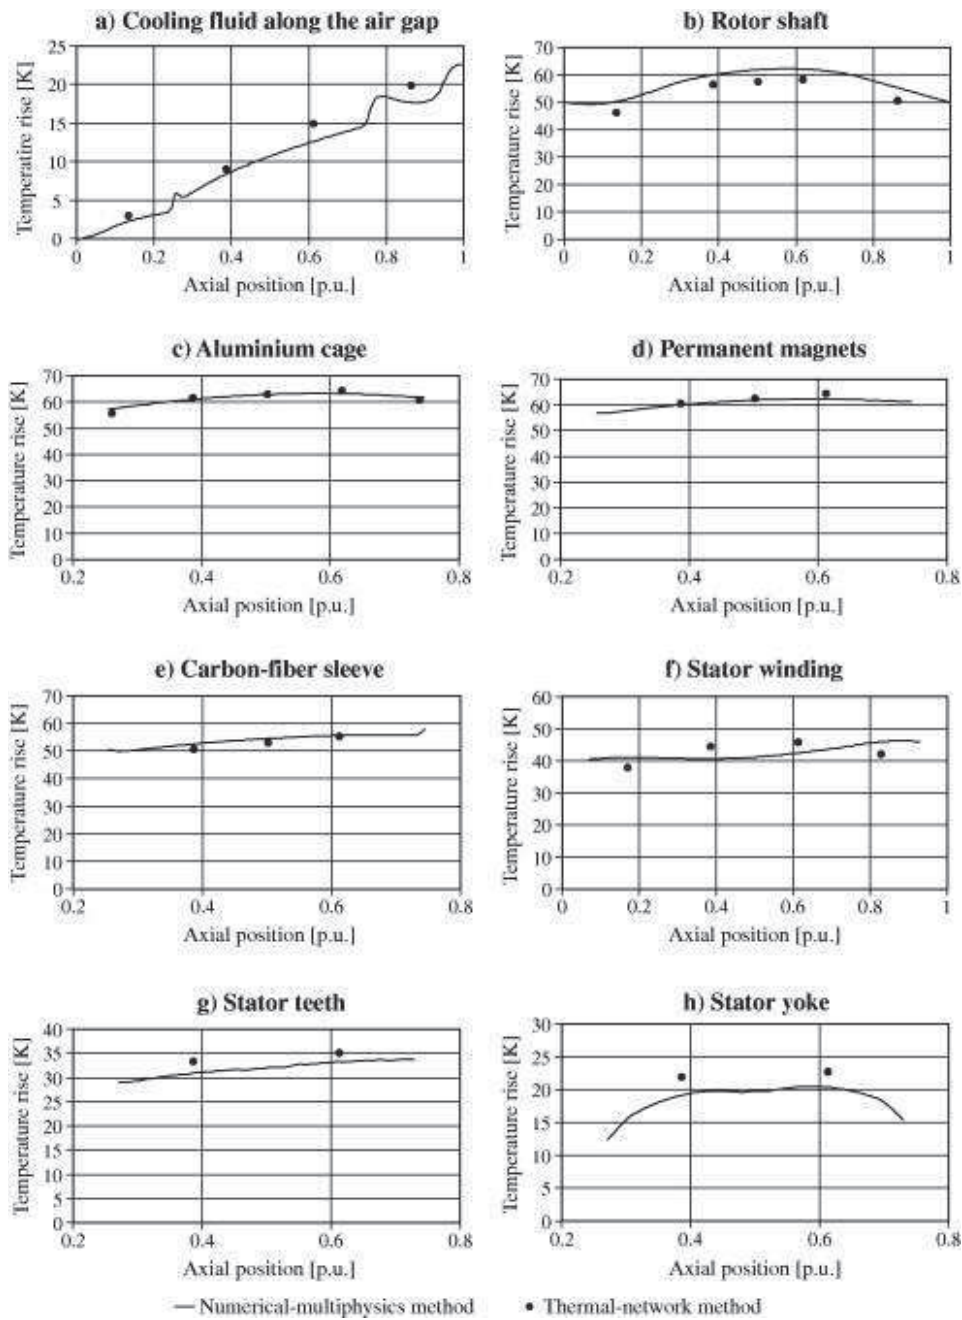 a) Cooling fluid along the air gap
Temperatire rise [K]
25
20
15
10
5
0
0 0.2 0.4 0.6 0.8 1
Axial position [p.u.]
b) Rotor shaft
Temperature rise [K]
70
60
50
40
30
20
10
0
0 0.2 0.4 0.6 0.8 1
Axial position [p.u.]
c) Aluminium cage
Temperature rise [K]
70
60
50
40
30
20
10
0
0.2 0.4 0.6 0.8
Axial position [p.u.]
d) Permanent magnets
Temperature rise [K]
70
60
50
40
30
20
10
0
0.2 0.4 0.6 0.8
Axial position [p.u.]
e) Carbon-fiber sleeve
Temperature rise [K]
70
60
50
40
30
20
10
0
0.2 0.4 0.6 0.8
Axial position [p.u.]
f) Stator winding
Temperature rise [K]
60
50
40
30
20
10
0
0 0.2 0.4 0.6 0.8 1
Axial position [p.u.]
g) Stator teeth
Temperature rise [K]
40
35
30
25
20
15
10
5
0
0.2 0.4 0.6 0.8
Axial position [p.u.]
h) Stator yoke
Temperature rise [K]
30
25
20
15
10
5
0
0.2 0.4 0.6 0.8
Axial position [p.u.]
Numerical-multiphysics method
Thermal-network method